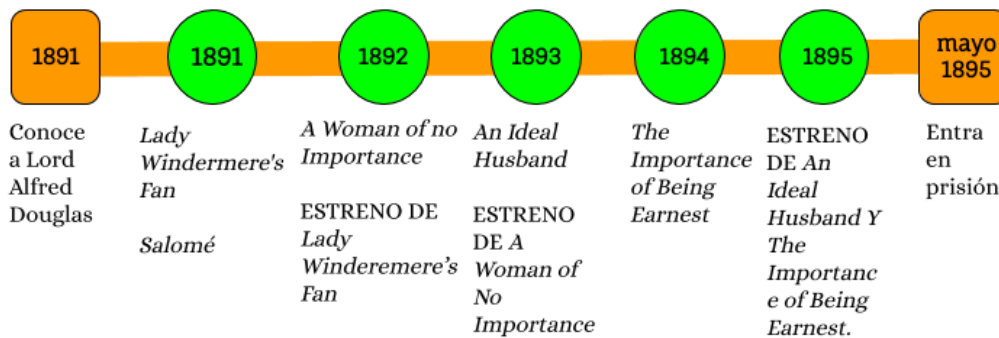 1891
1891
1892
1893
1894
1895
mayo
1895
Conoce
a Lord
Alfred
Douglas
Lady
Windermere's
Fan
Salomé
A Woman of no
Importance
ESTRENO DE
Lady
Winderemere’s
Fan
An Ideal
Husband
ESTRENO
DE A
Woman of
No
Importance
The
Importance
of Being
Earnest
ESTRENO
DE An
Ideal
Husband Y
The
Importanc
e of Being
Earnest.
Entra
en
prisión